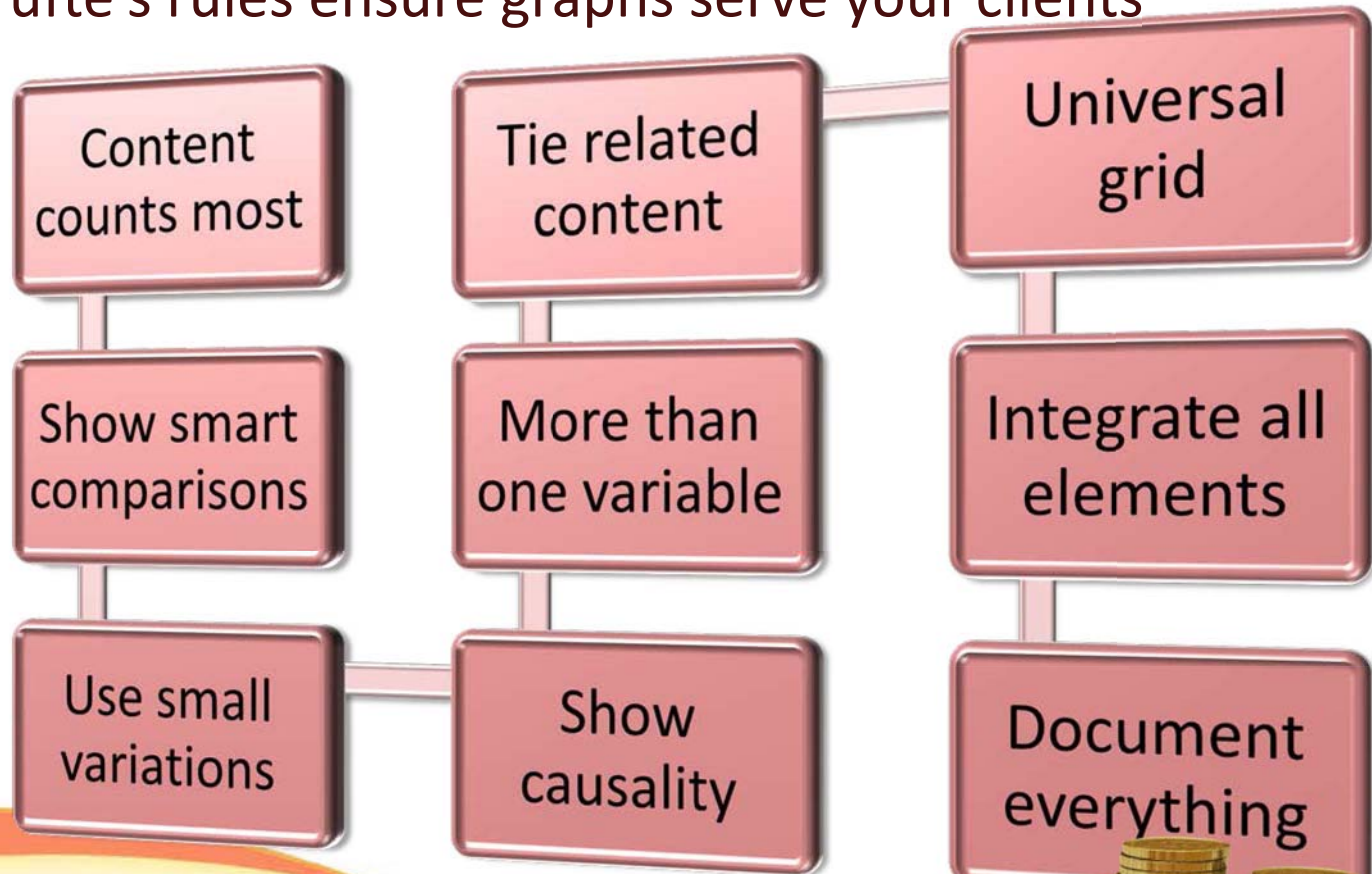 ufte's rules ensure graphs serve your clients
Content
counts most
Show smart
comparisons
Use small
variations
Show
causality
More than
one variable
Tie related
content
Universal
grid
Integrate all
elements
Document
everything